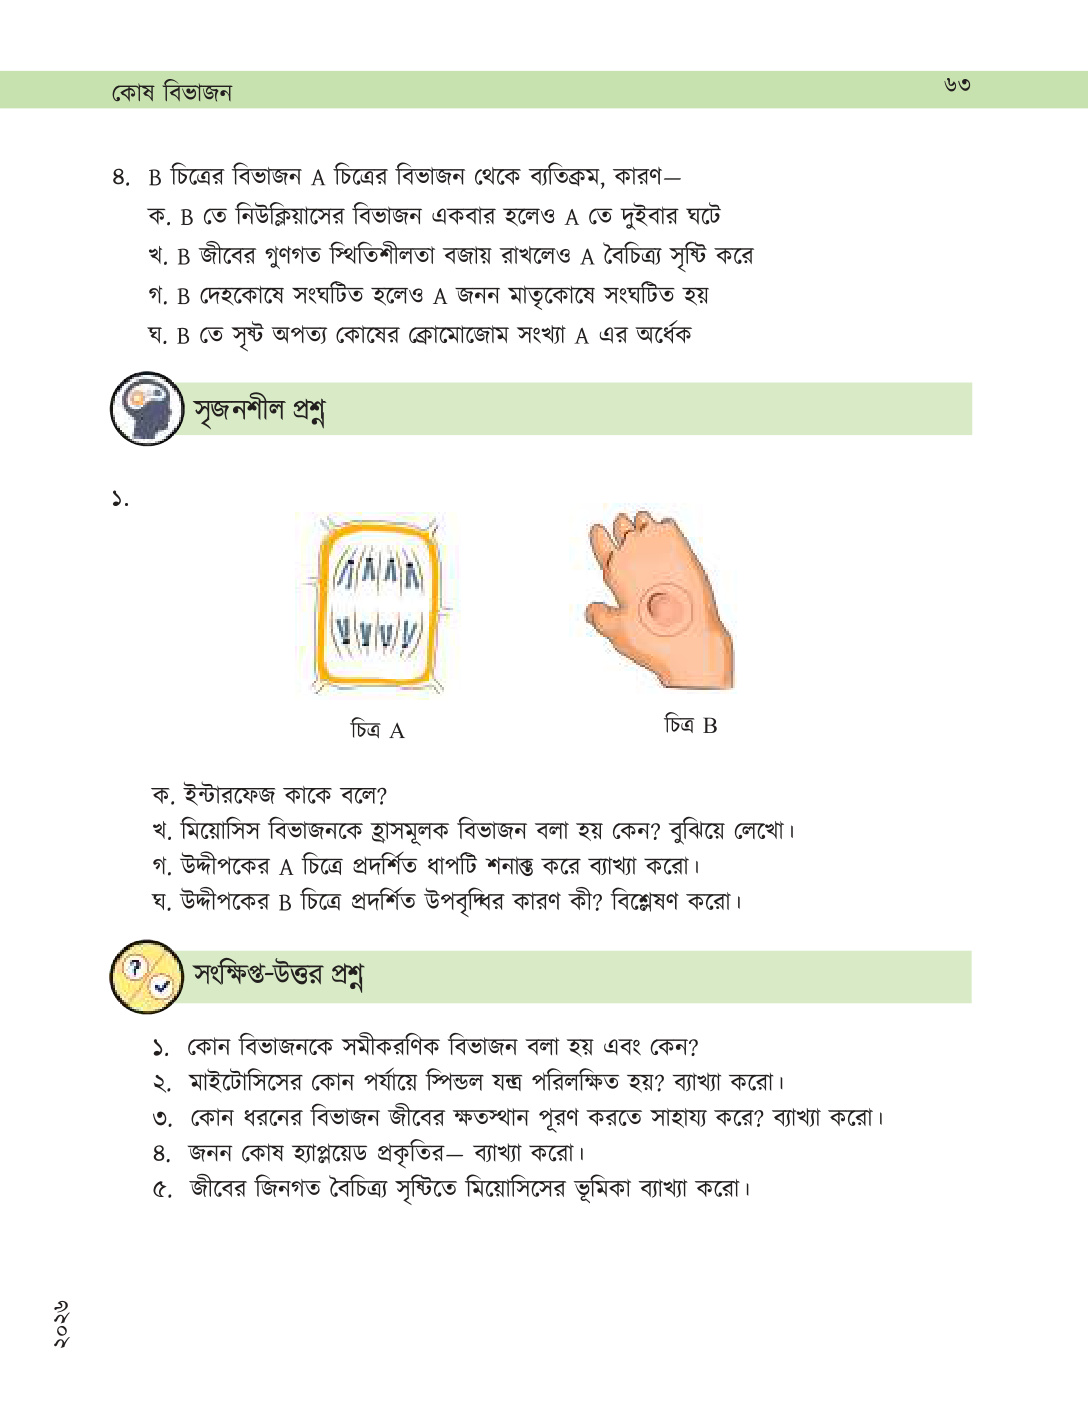 কোষ বিভাজন
৬৩
৪. B চিত্রের বিভাজন A চিত্রের বিভাজন থেকে ব্যতিক্রম, কারণ—
ক. B তে নিউক্লিয়াসের বিভাজন একবার হলেও A তে দুইবার ঘটে
খ. B জীবের গুণগত স্থিতিশীলতা বজায় রাখলেও A বৈচিত্র্য সৃষ্টি করে
গ. B দেহকোষে সংঘটিত হলেও A জনন মাতৃকোষে সংঘটিত হয়
ঘ. B তে সৃষ্ট অপত্য কোষের ক্রোমোজোম সংখ্যা A এর অর্ধেক
সৃজনশীল প্রশ্ন
১.
চিত্র A
চিত্র B
ক. ইন্টারফেজ কাকে বলে?
খ. মিয়োসিস বিভাজনকে হ্রাসমূলক বিভাজন বলা হয় কেন? বুঝিয়ে লেখো।
গ. উদ্দীপকের A চিত্রে প্রদর্শিত ধাপটি শনাক্ত করে ব্যাখ্যা করো।
ঘ. উদ্দীপকের B চিত্রে প্রদর্শিত উপবৃদ্ধির কারণ কী? বিশ্লেষণ করো।
?
সংক্ষিপ্ত-উত্তর প্রশ্ন
১. কোন বিভাজনকে সমীকরণিক বিভাজন বলা হয় এবং কেন?
২. মাইটোসিসের কোন পর্যায়ে স্পিন্ডল যন্ত্র পরিলক্ষিত হয়? ব্যাখ্যা করো।
৩. কোন ধরনের বিভাজন জীবের ক্ষতস্থান পূরণ করতে সাহায্য করে? ব্যাখ্যা করো।
৪. জনন কোষ হ্যাপ্লয়েড প্রকৃতির— ব্যাখ্যা করো।
৫. জীবের জিনগত বৈচিত্র্য সৃষ্টিতে মিয়োসিসের ভূমিকা ব্যাখ্যা করো।
২০২৬